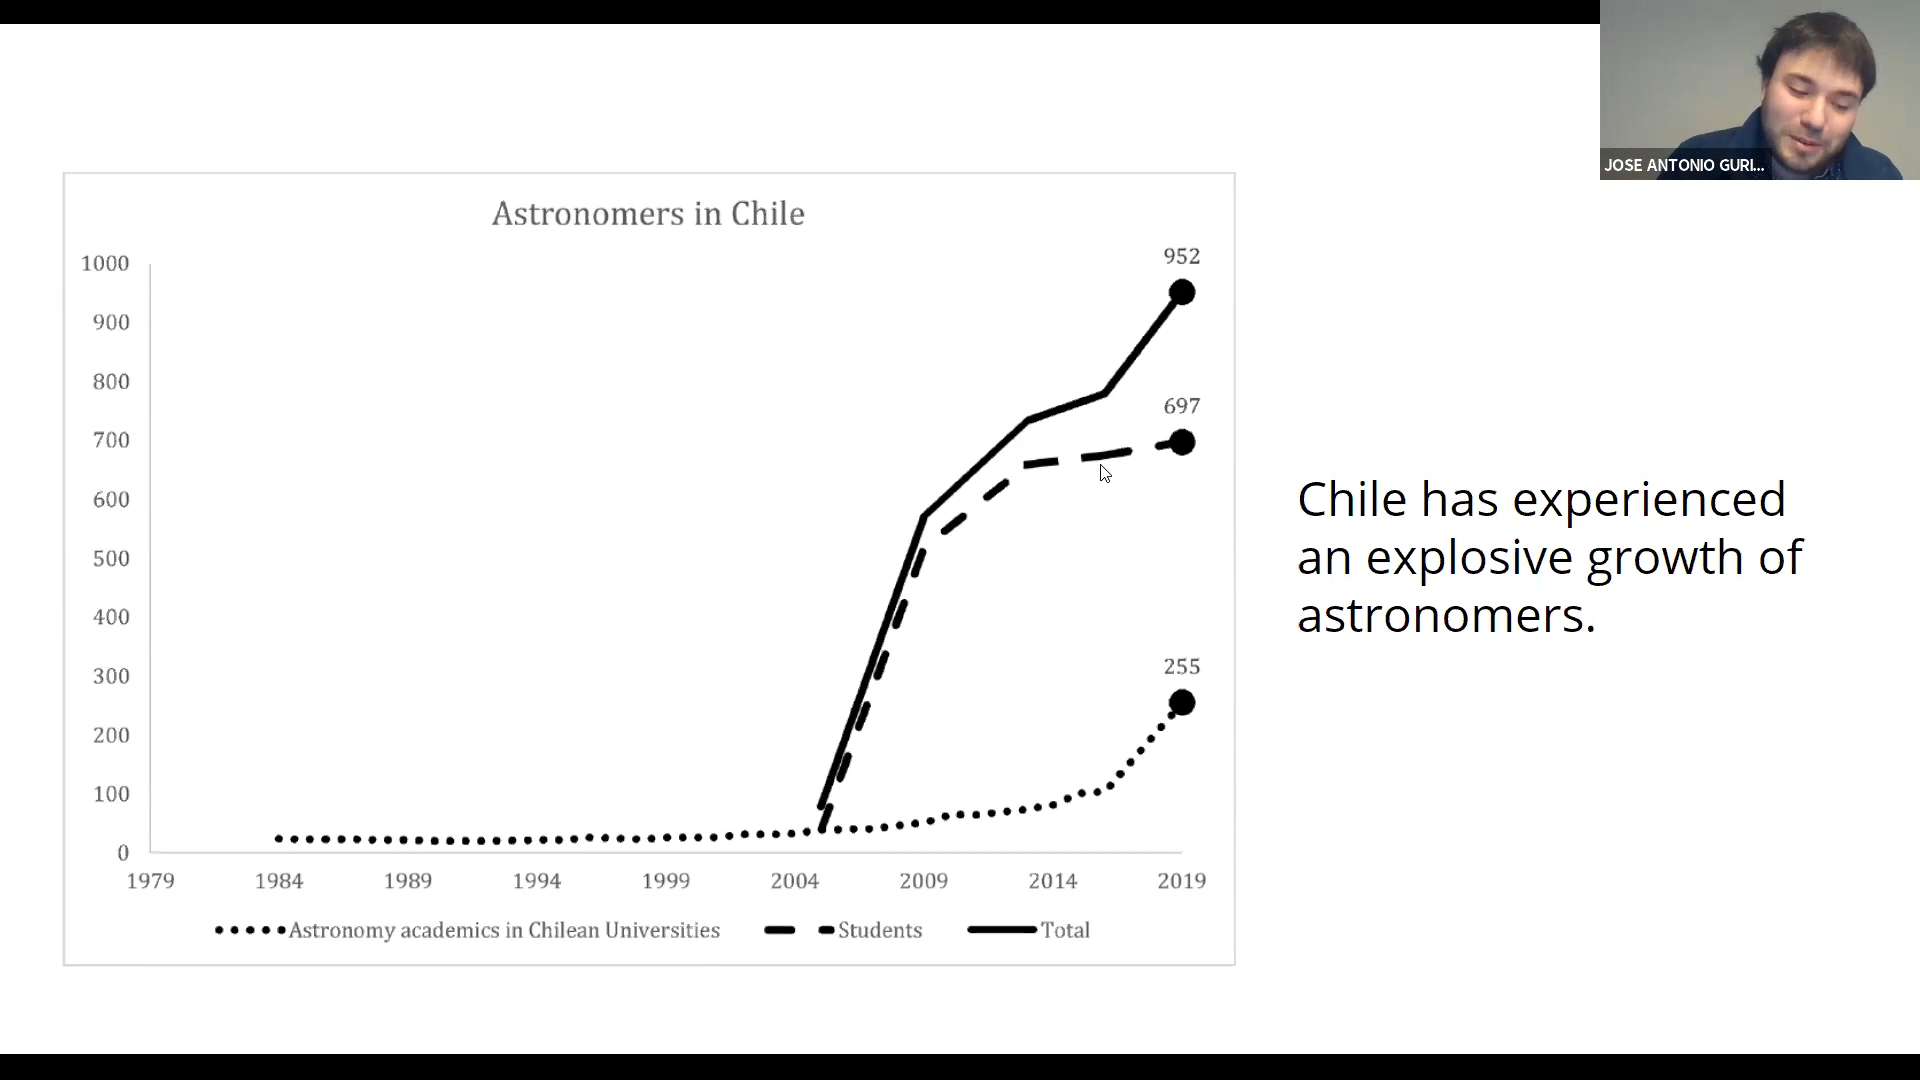 JOSE ANTONIO GURI...
Astronomers in Chile
1000
900
800
700
600
500
400
300
200
100
0
952
697
255
1979 1984 1989 1994 1999 2004 2009 2014 2019
Astronomy academics in Chilean Universities Students Total
Chile has experienced
an explosive growth of
astronomers.